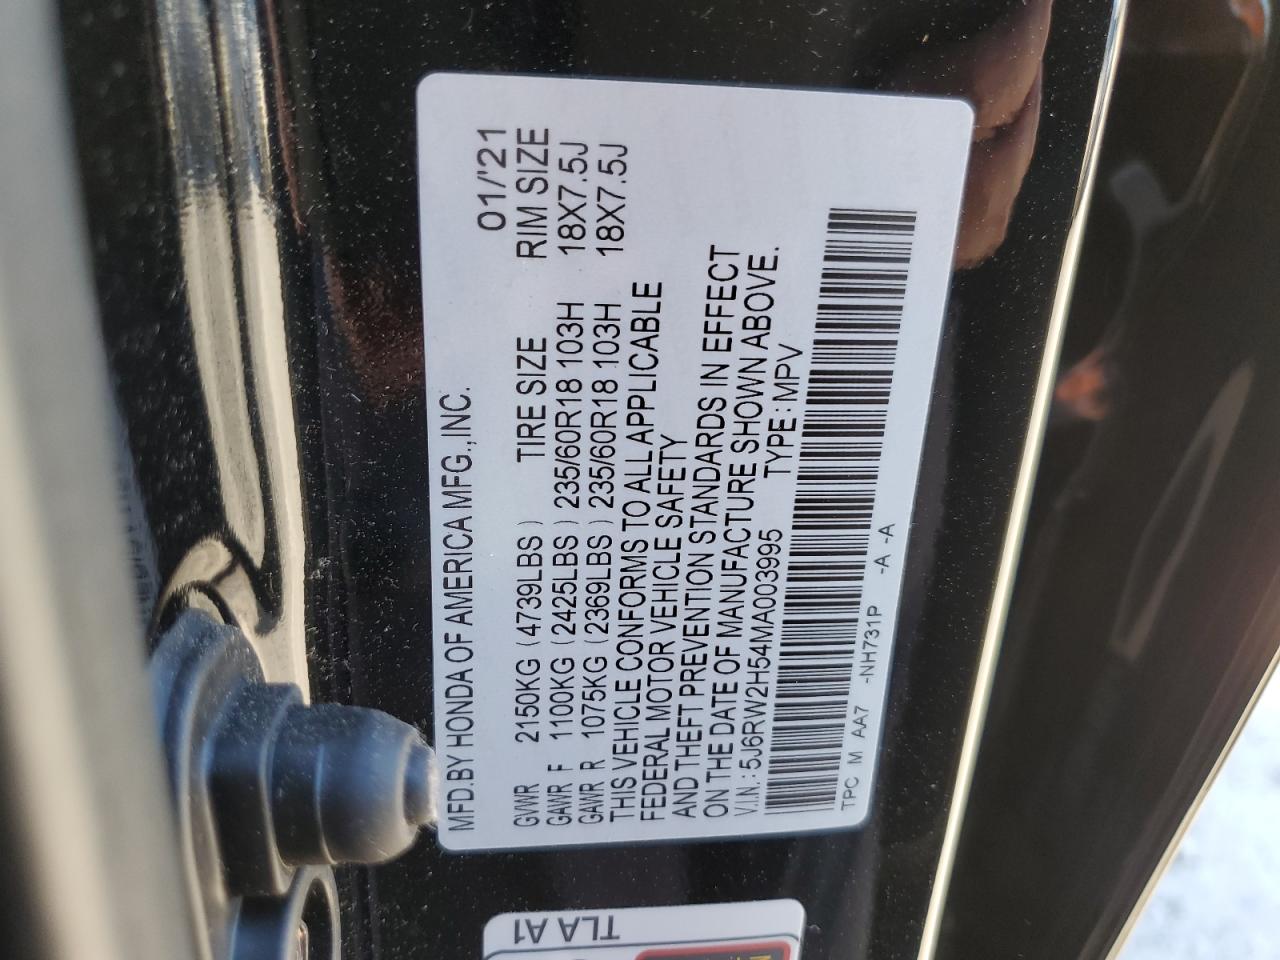 MFD.BY HONDA OF AMERICA MFG.,INC.
01/'21
GVWR 2150KG (4739LBS) TIRE SIZE RIM SIZE
GAWR F 1100KG (2425LBS) 235/60R18 103H 18X7.5J
GAWR R 1075KG (2369LBS) 235/60R18 103H 18X7.5J
THIS VEHICLE CONFORMS TO ALL APPLICABLE
FEDERAL MOTOR VEHICLE SAFETY
AND THEFT PREVENTION STANDARDS IN EFFECT
ON THE DATE OF MANUFACTURE SHOWN ABOVE.
V.I.N.:5J6RW2H54MA003995 TYPE:MPV
TPC M AA7 -NH731P -A -A
TLA A1